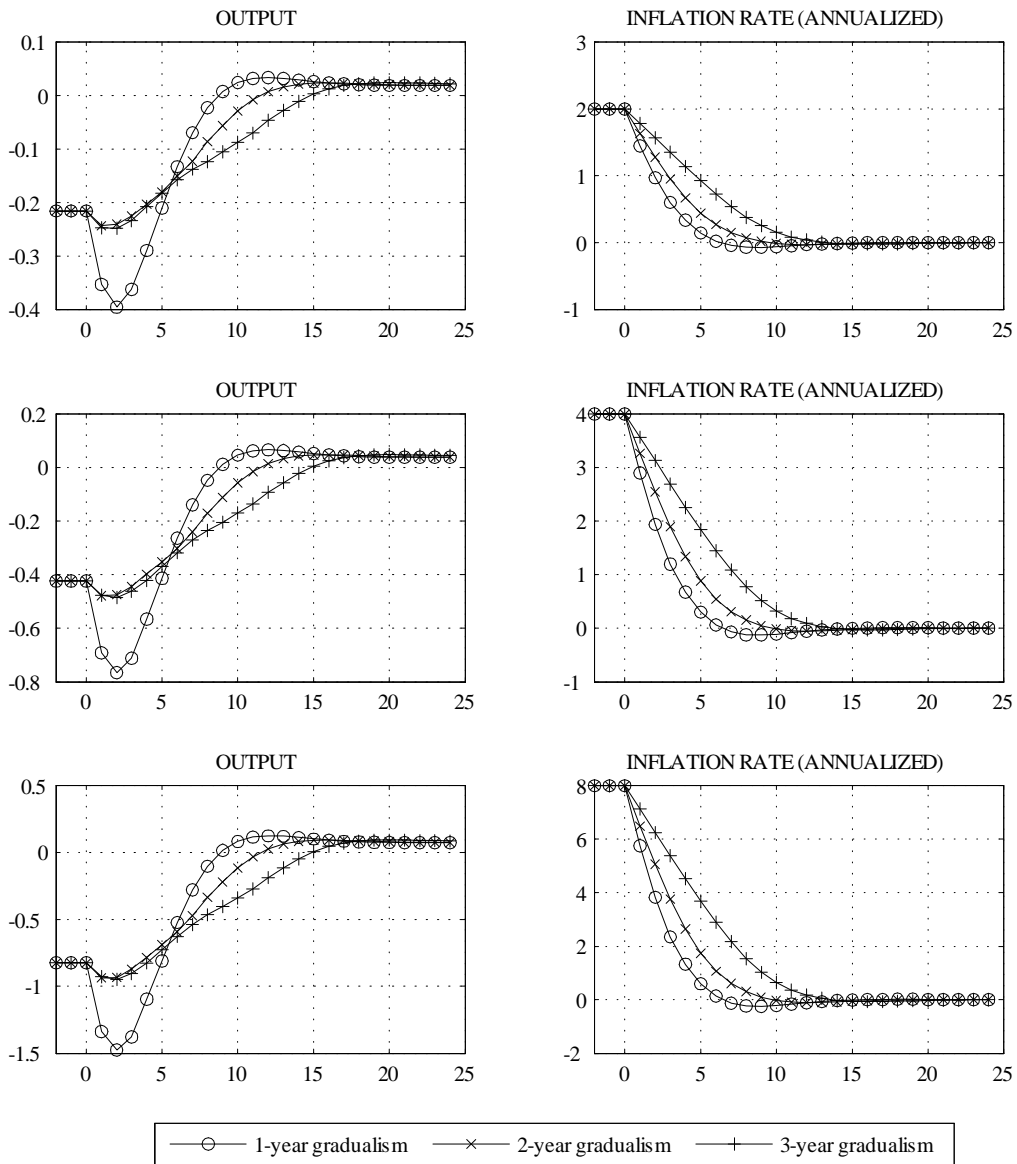 OUTPUT
0.1
0
-0.1
-0.2
-0.3
-0.4
0 5 10 15 20 25
INFLATION RATE (ANNUALIZED)
3
2
1
0
-1
0 5 10 15 20 25
OUTPUT
0.2
0
-0.2
-0.4
-0.6
-0.8
0 5 10 15 20 25
INFLATION RATE (ANNUALIZED)
4
3
2
1
0
-1
0 5 10 15 20 25
OUTPUT
0.5
0
-0.5
-1
-1.5
0 5 10 15 20 25
INFLATION RATE (ANNUALIZED)
8
6
4
2
0
-2
0 5 10 15 20 25
1-year gradualism 2-year gradualism 3-year gradualism